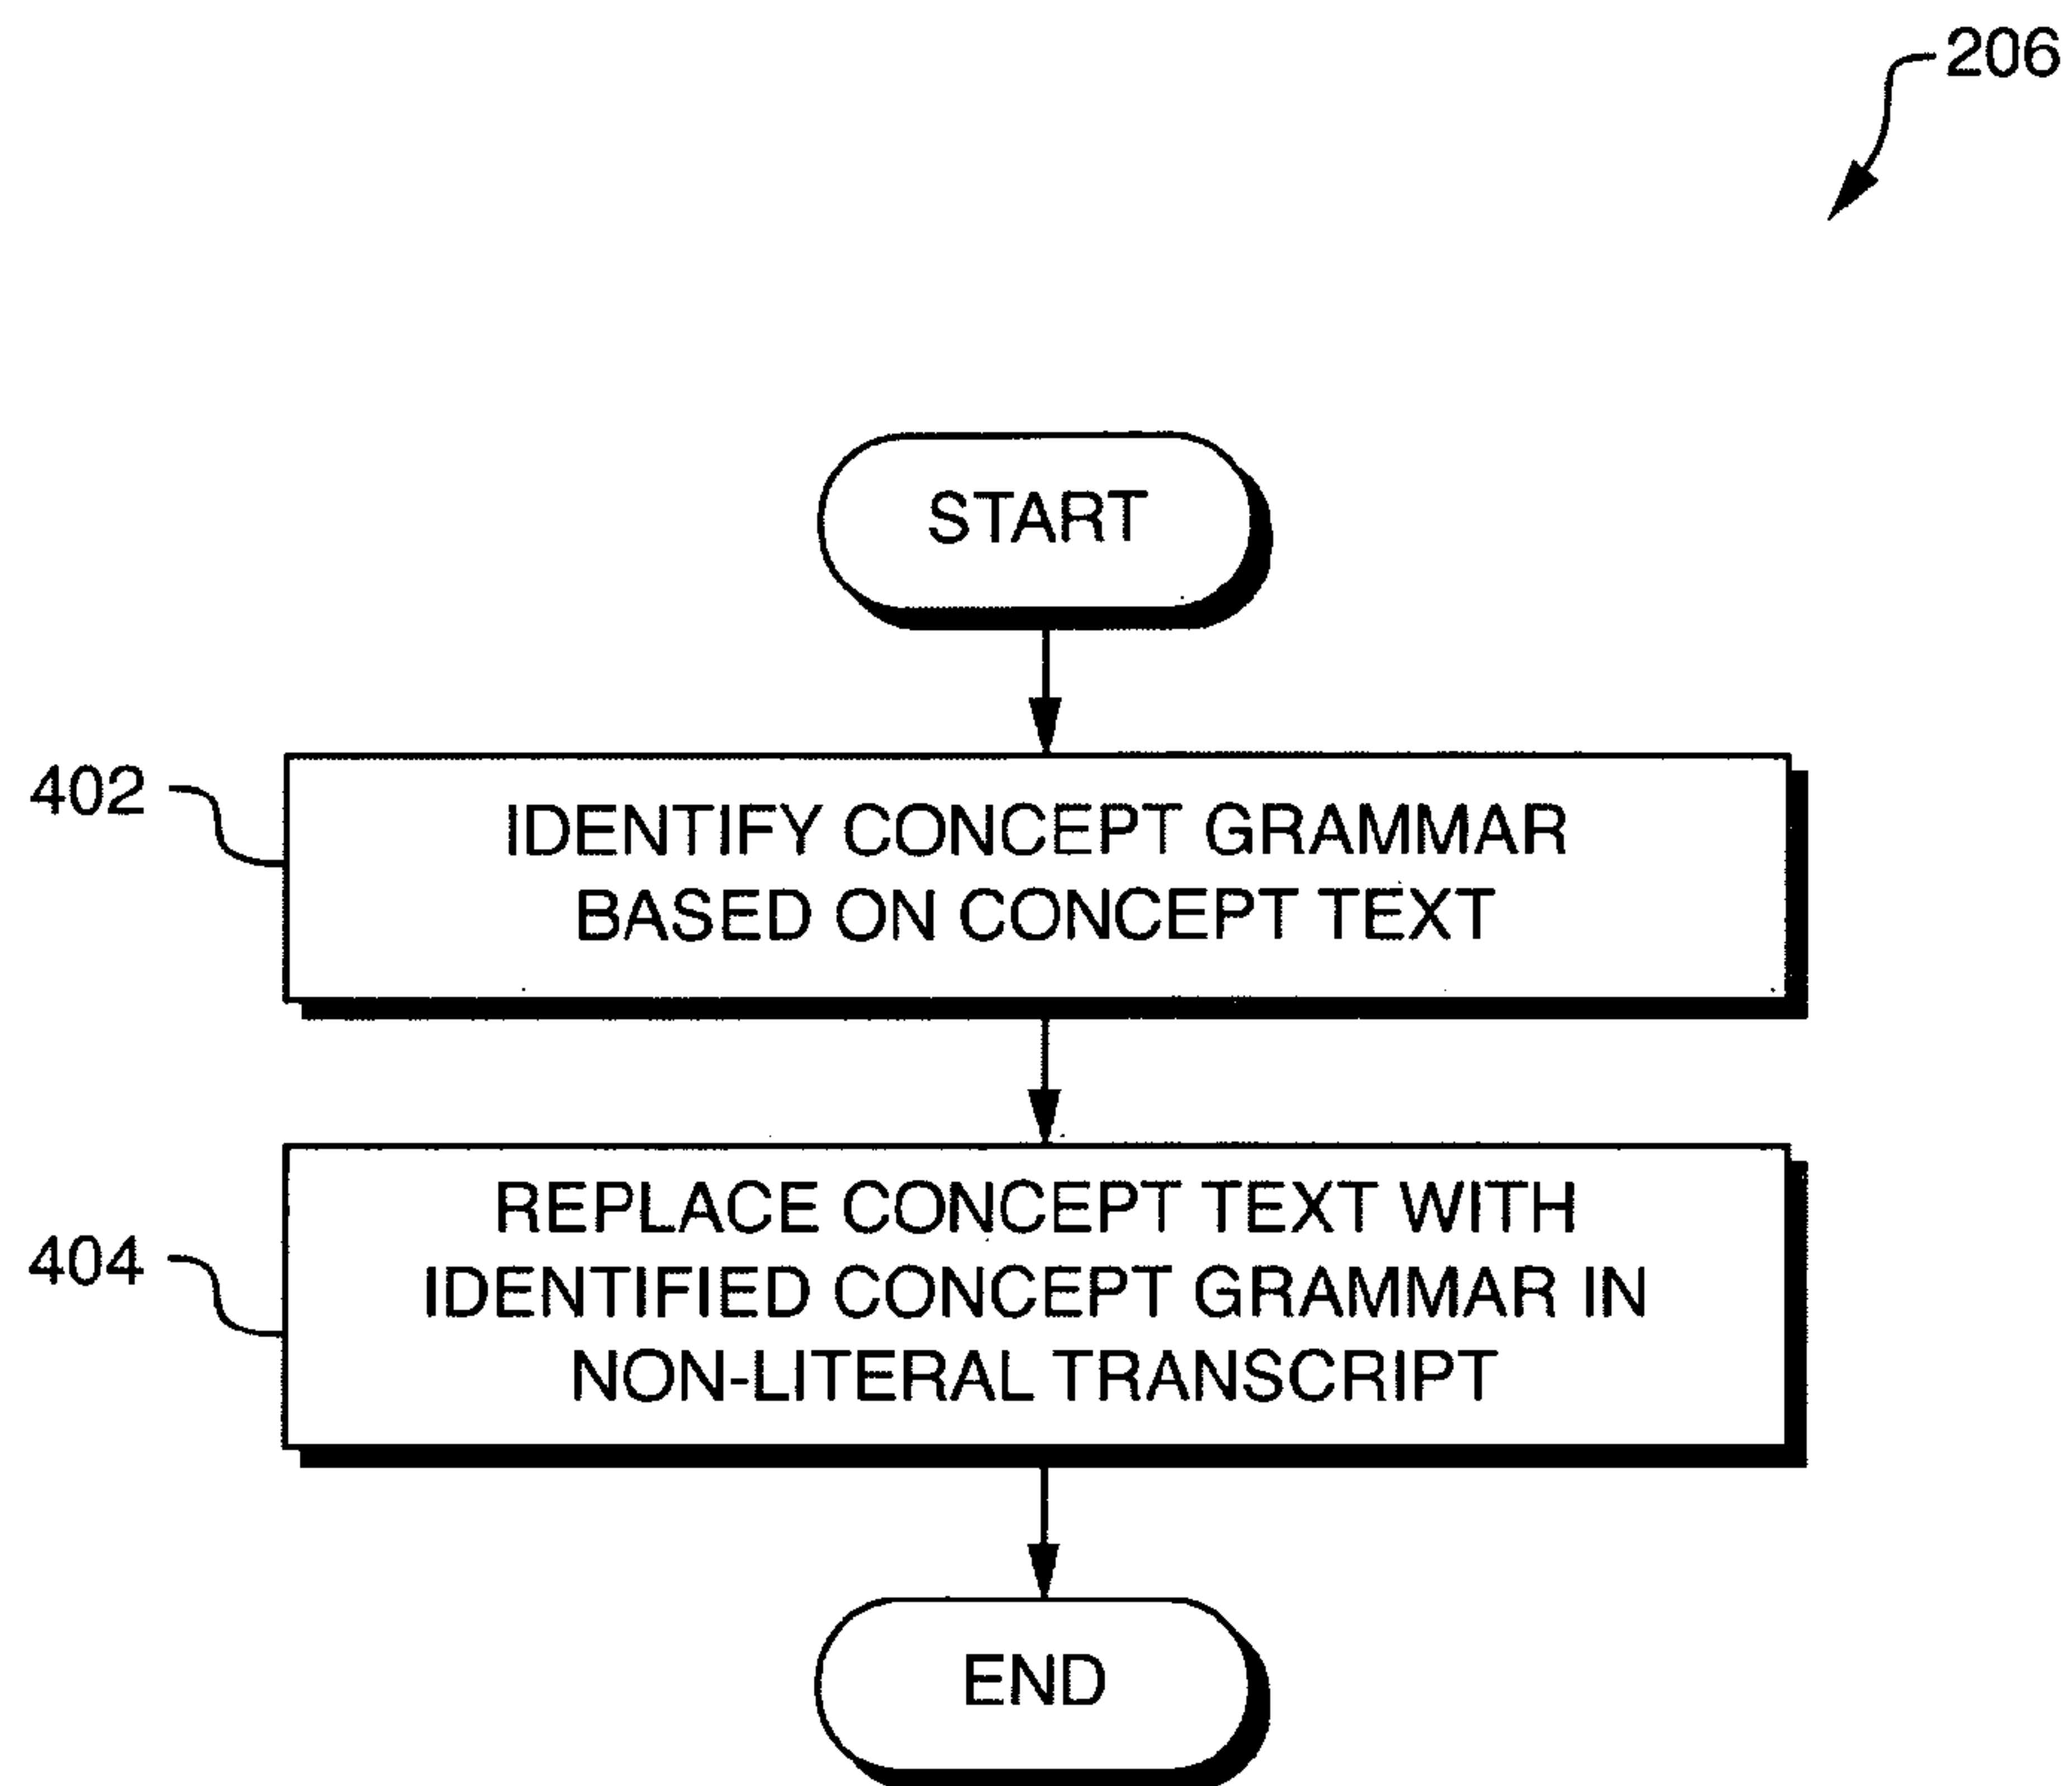 206
START
402
IDENTIFY CONCEPT GRAMMAR
BASED ON CONCEPT TEXT
REPLACE CONCEPT TEXT WITH
404
IDENTIFIED CONCEPT GRAMMAR IN
NON-LITERAL TRANSCRIPT
END